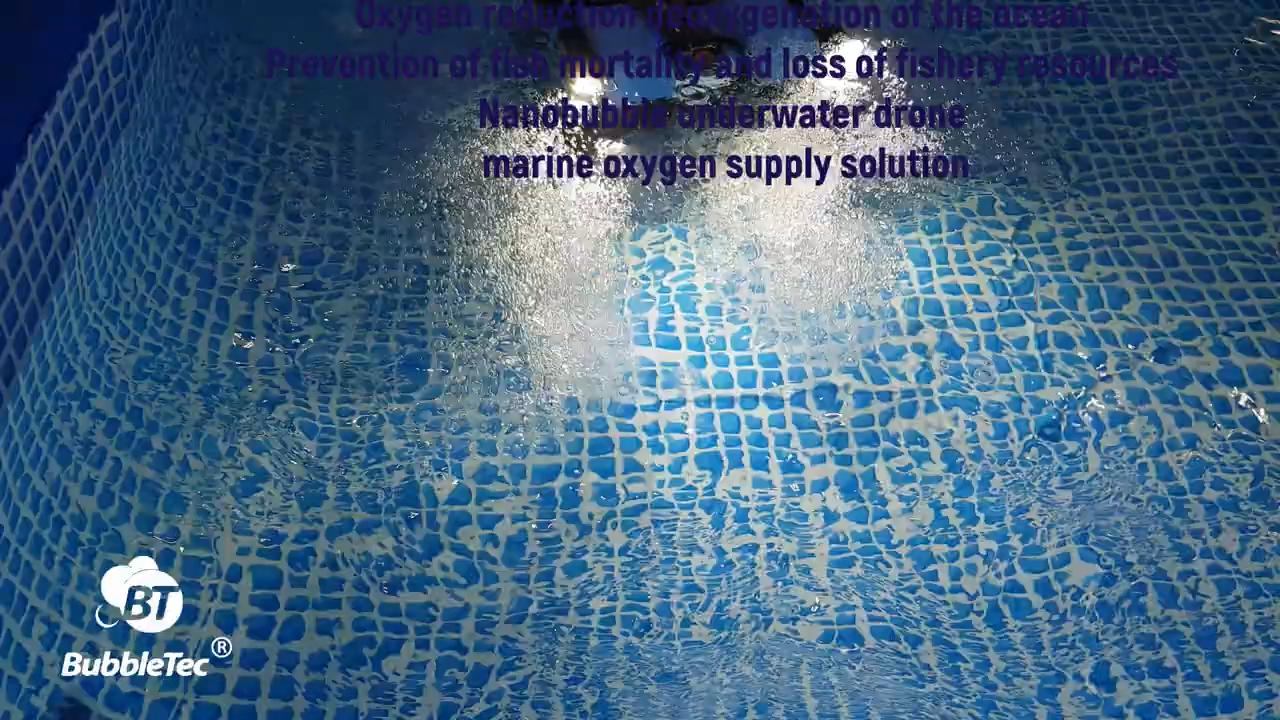 Oxygen reduction deoxygenation of the ocean
Prevention of fish mortality and loss of fishery resources
Nanobubble underwater drone
marine oxygen supply solution
BT
BubbleTec®